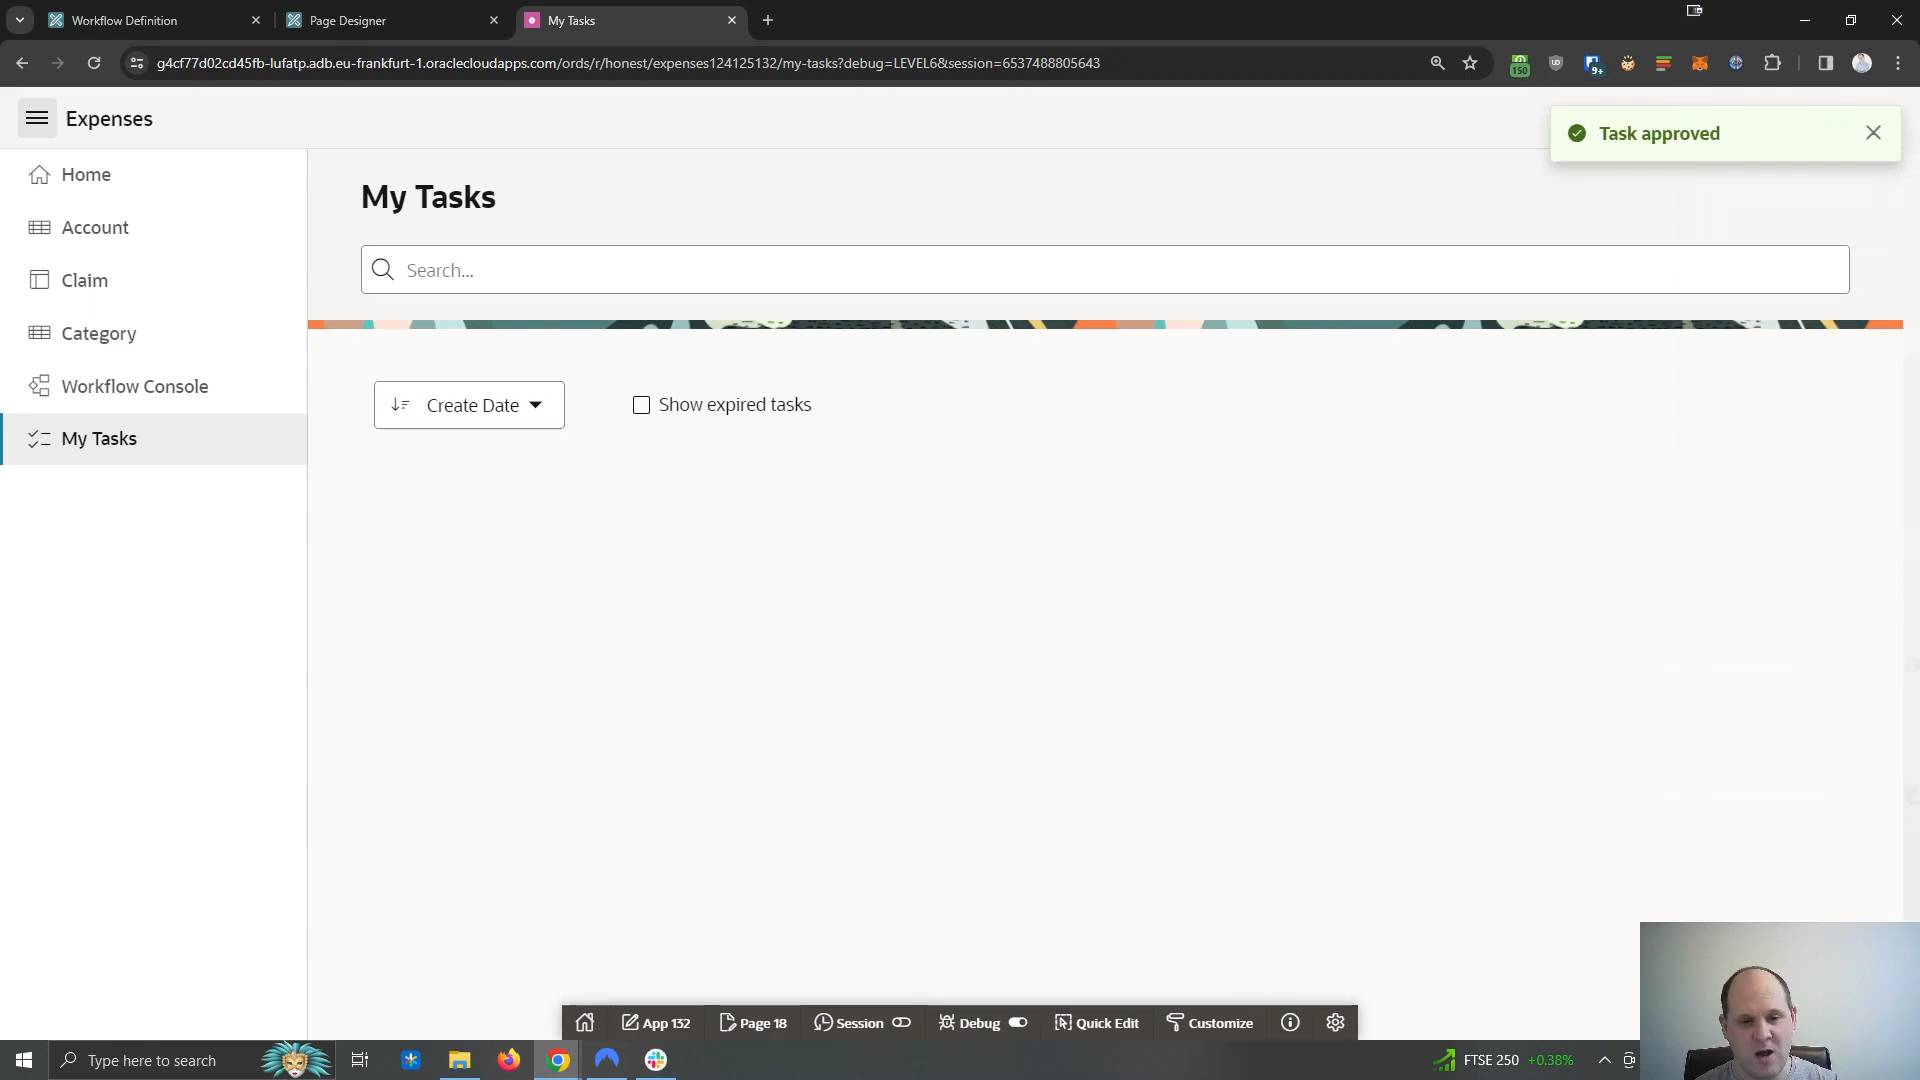 Workflow Definition
Page Designer
My Tasks
g4cf77d02cd45fb-lufatp.adb.eu-frankfurt-1.oraclecloudapps.com/ords/r/honest/expenses124125132/my-tasks?debug=LEVEL6&session=6537488805643
150
9+
Expenses
Task approved
Home
Account
Claim
Category
Workflow Console
My Tasks
My Tasks
Search...
Create Date
Show expired tasks
App 132
Page 18
Session
Debug
Quick Edit
Customize
Type here to search
FTSE 250 +0.38%